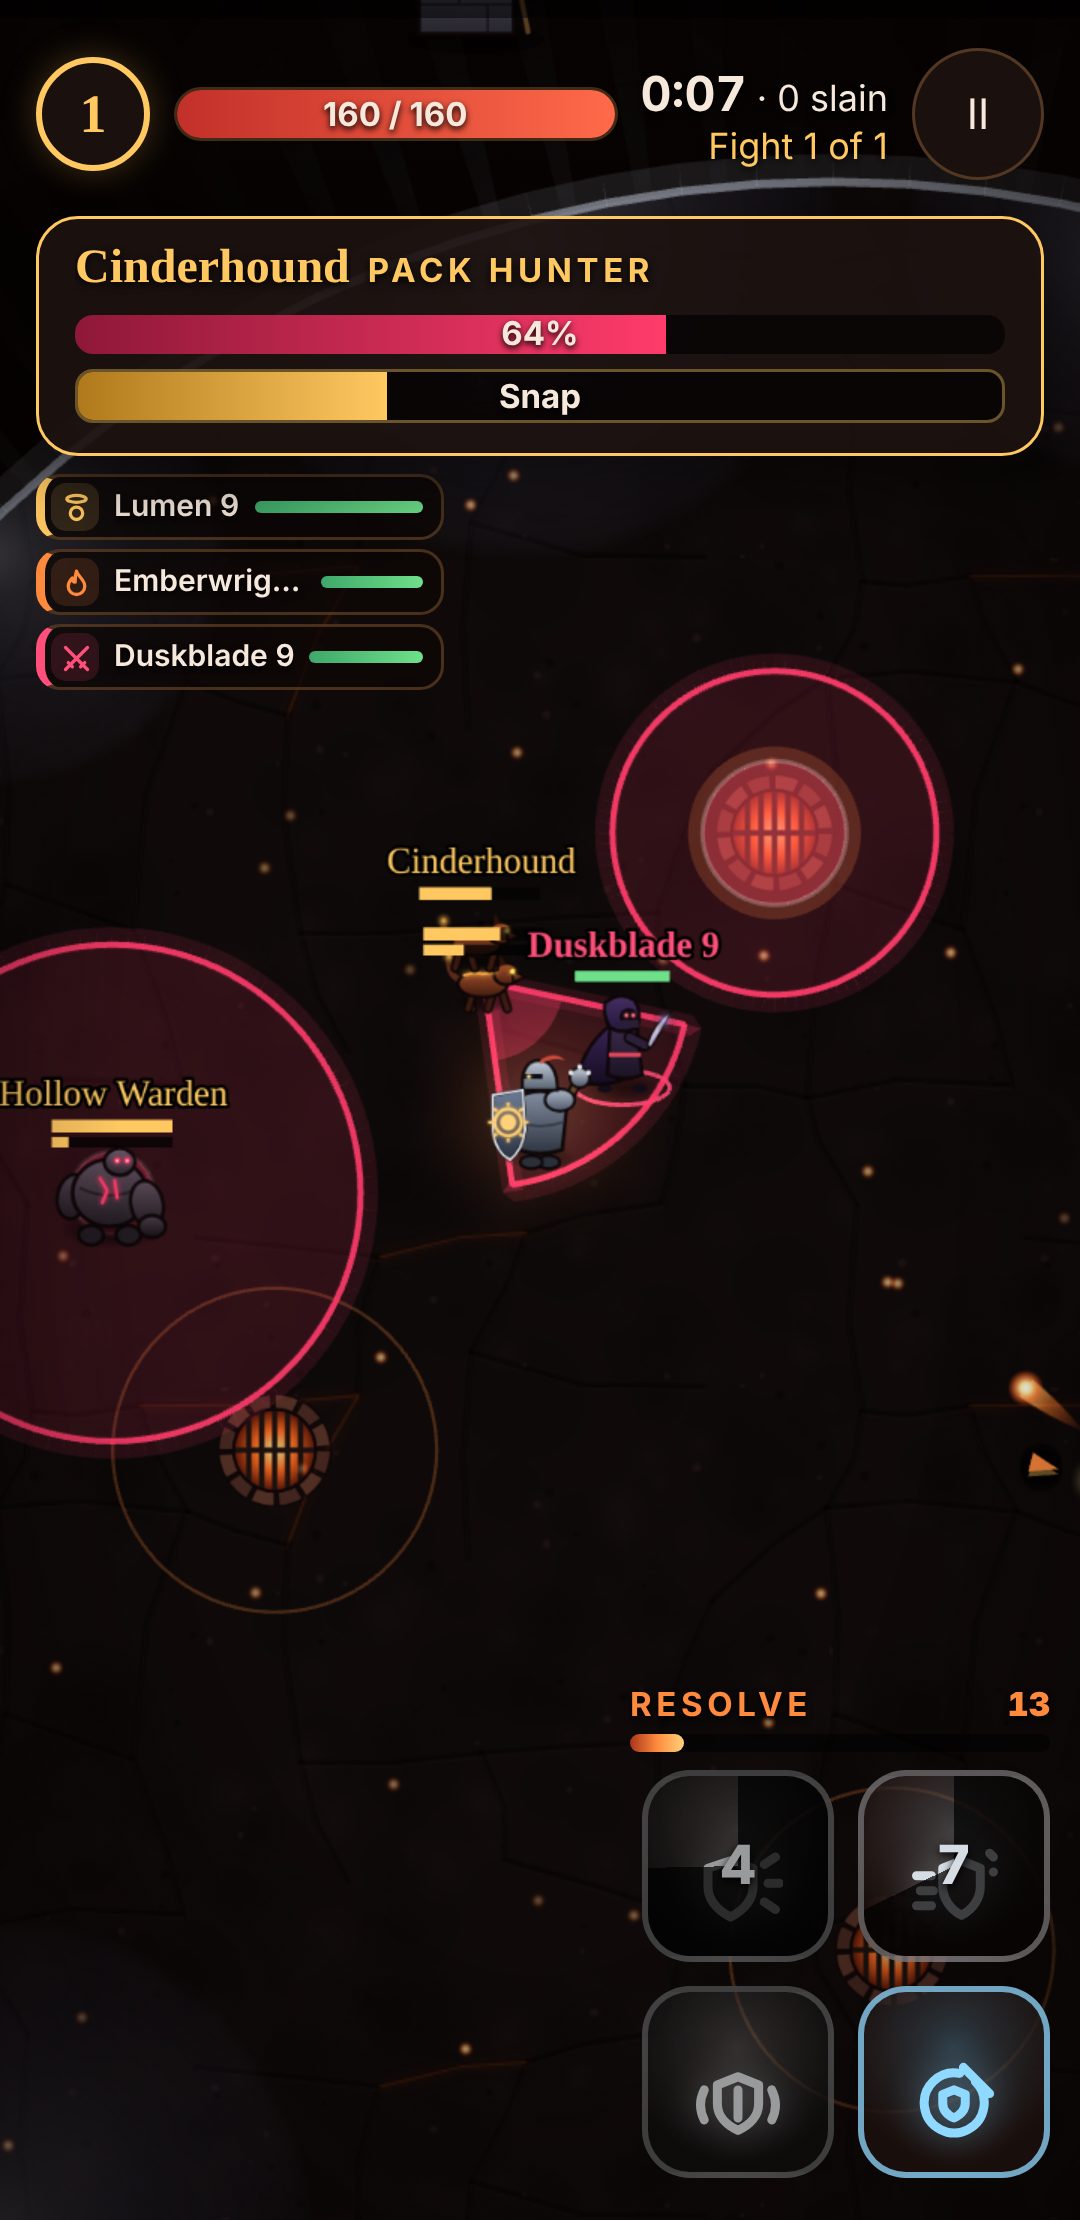 1
160 / 160
0:07 · 0 slain
Fight 1 of 1
Cinderhound PACK HUNTER
64%
Snap
Lumen 9
Emberwrig...
Duskblade 9
Cinderhound
Duskblade 9
Hollow Warden
RESOLVE 13
4
7